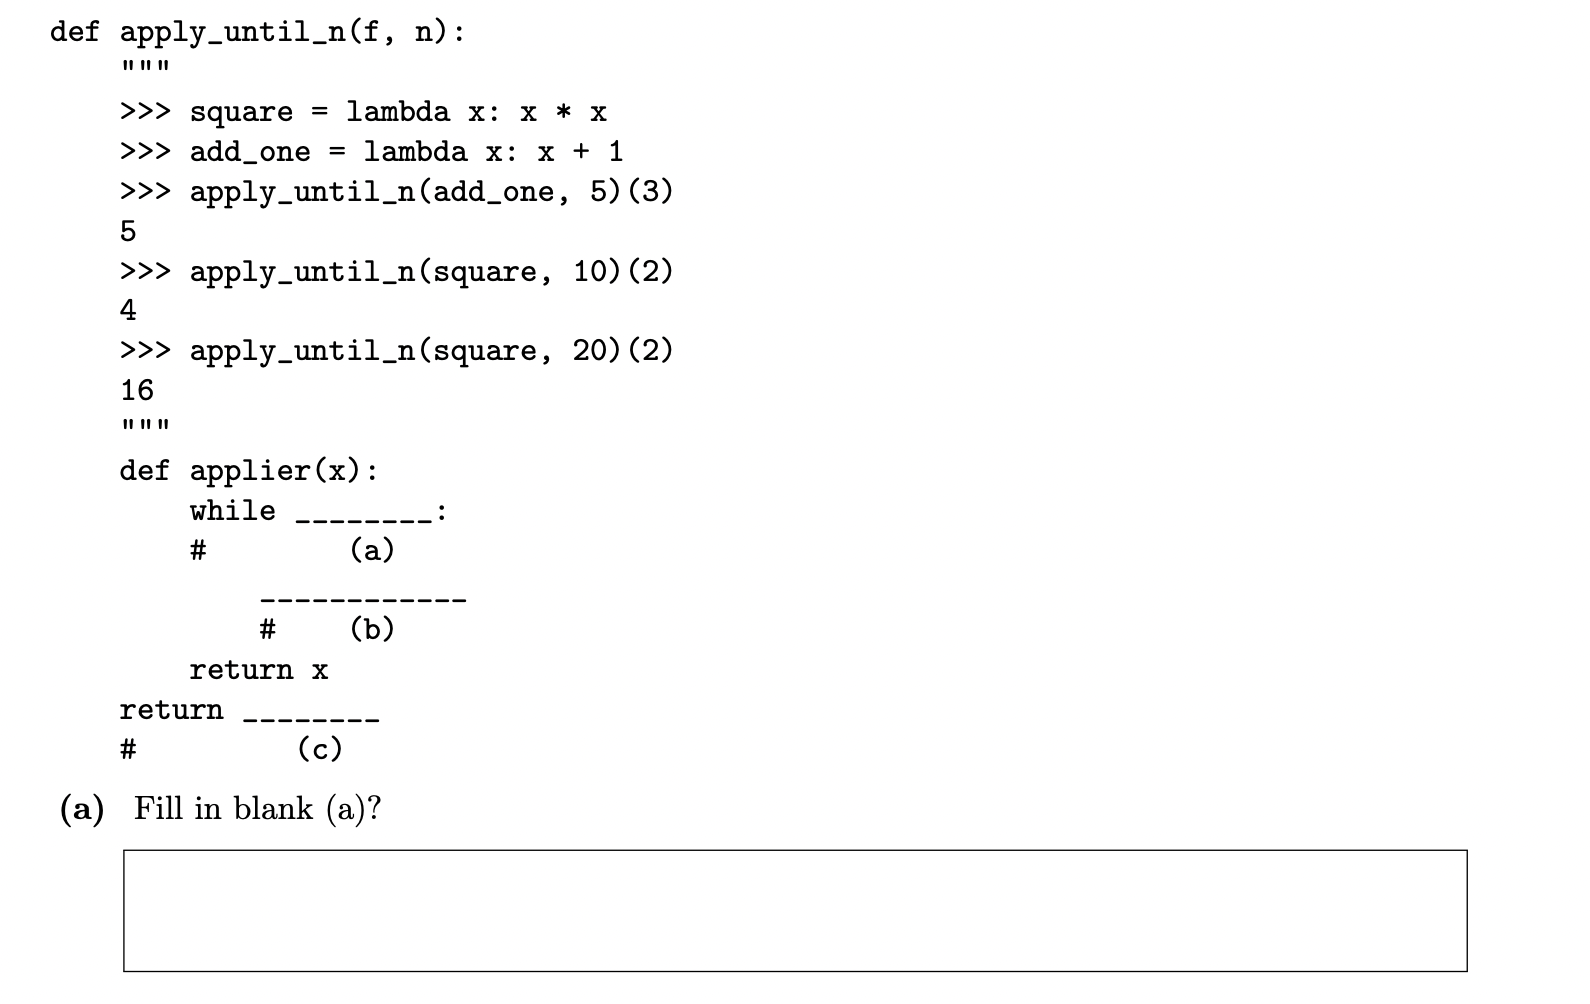 def apply_until_n(f, n):
    """
    >>> square = lambda x: x * x
    >>> add_one = lambda x: x + 1
    >>> apply_until_n(add_one, 5)(3)
    5
    >>> apply_until_n(square, 10)(2)
    4
    >>> apply_until_n(square, 20)(2)
    16
    """
    def applier(x):
        while ________:
        #        (a)
            ____________
            #    (b)
        return x
    return ________
    #         (c)
(a) Fill in blank (a)?